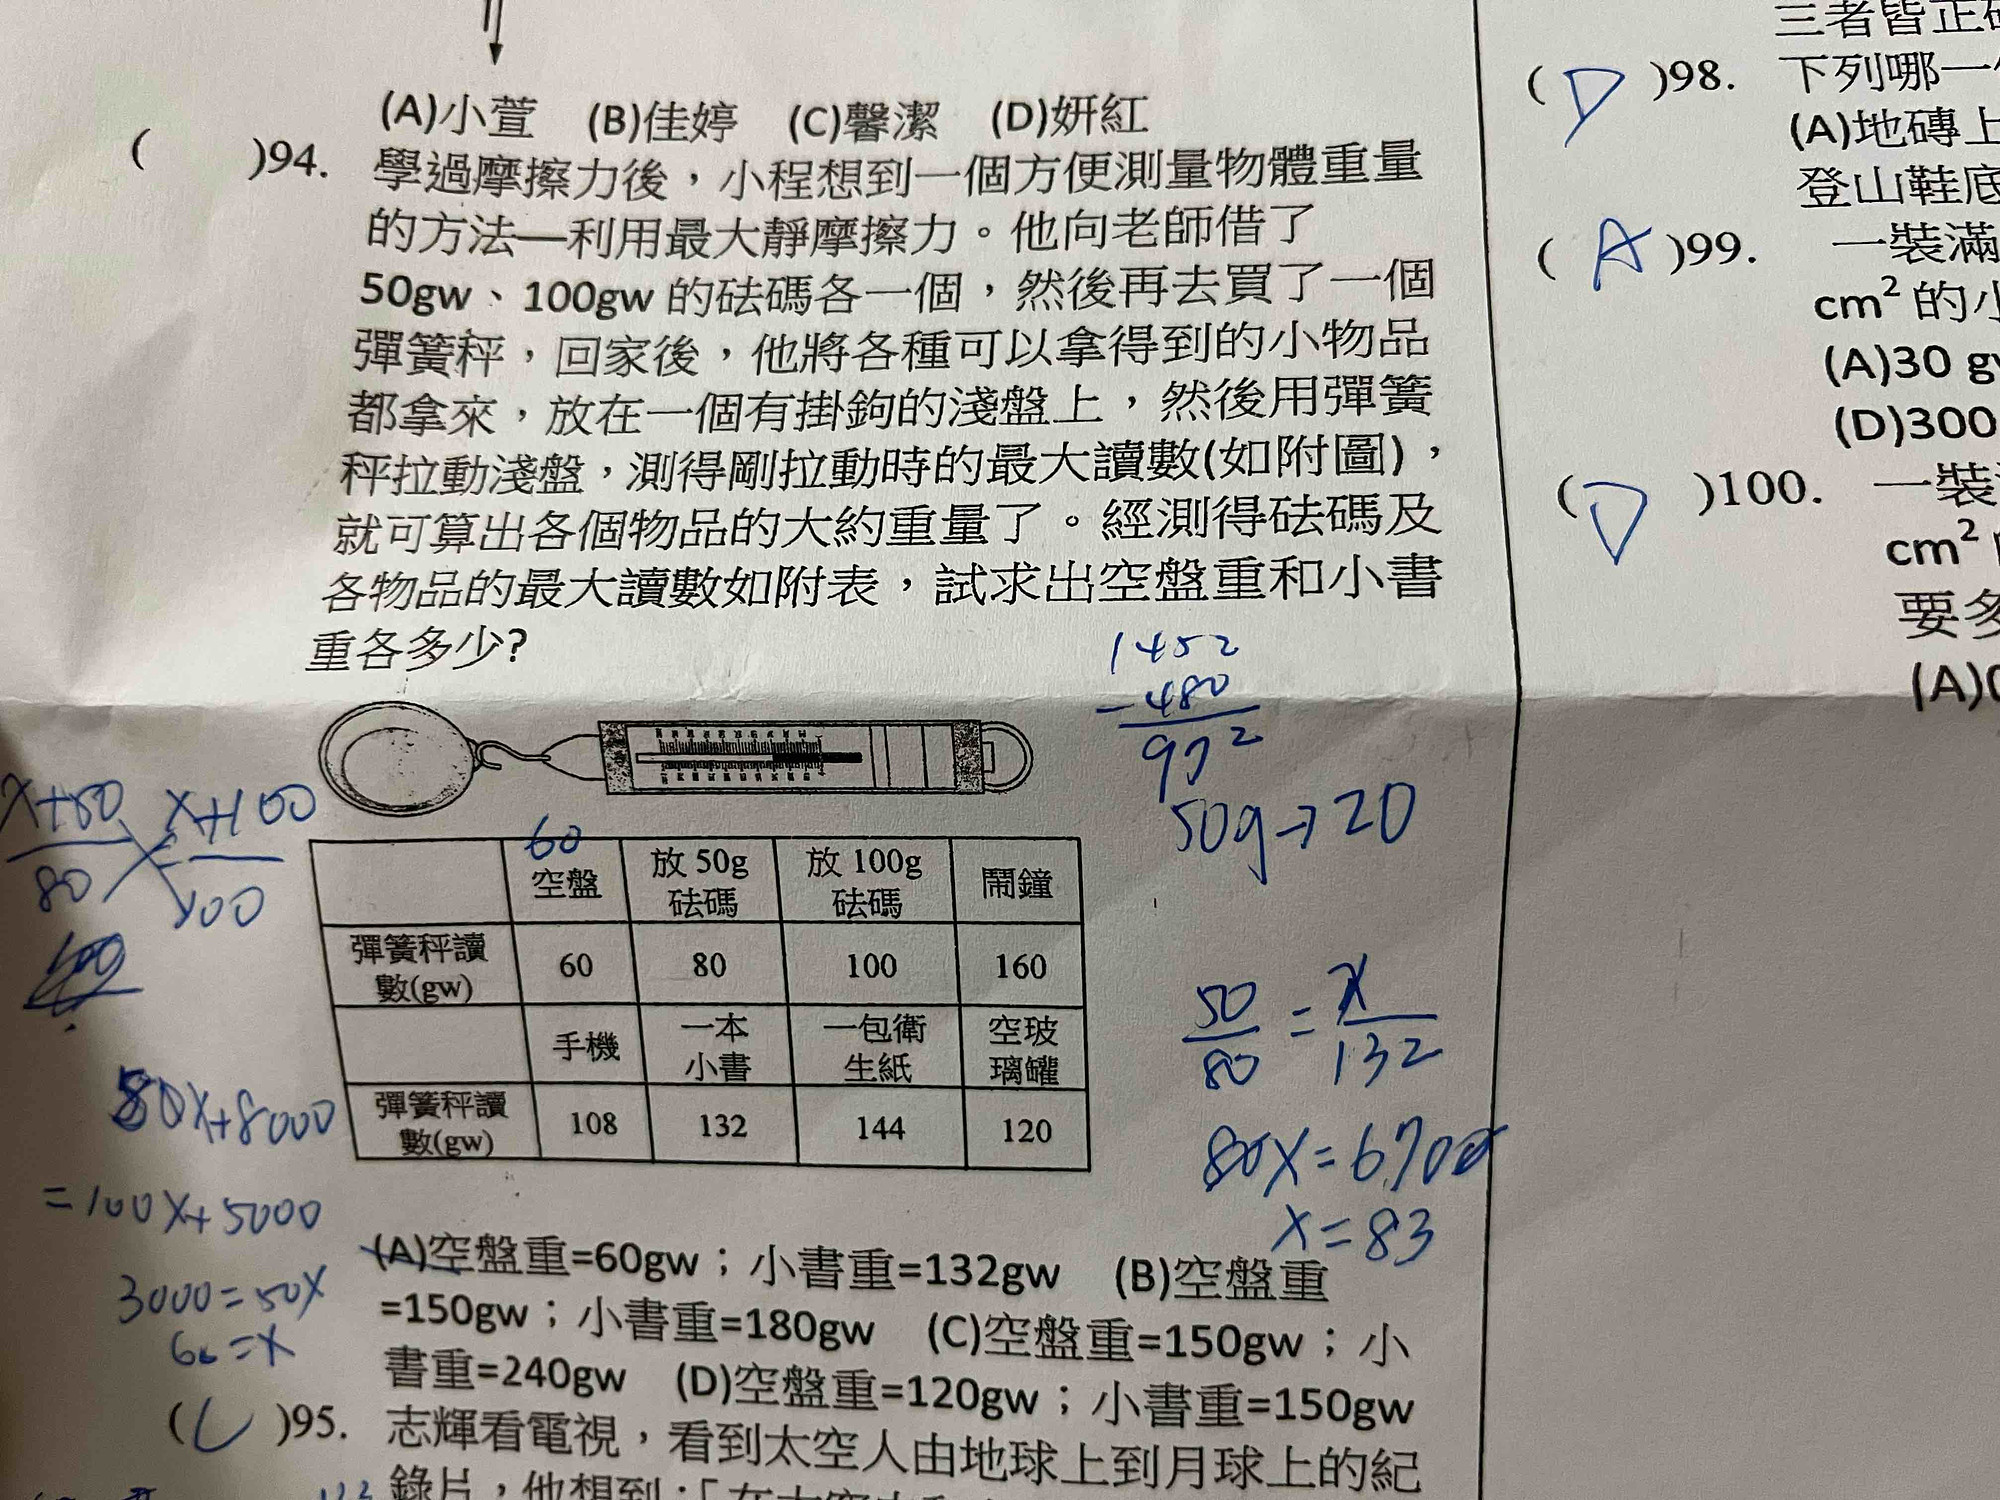 (A)小萱 (B)佳婷 (C)馨潔 (D)妍紅
( )94. 學過摩擦力後，小程想到一個方便測量物體重量
的方法—利用最大靜摩擦力。他向老師借了
50gw、100gw 的砝碼各一個，然後再去買了一個
彈簧秤，回家後，他將各種可以拿得到的小物品
都拿來，放在一個有掛鉤的淺盤上，然後用彈簧
秤拉動淺盤，測得剛拉動時的最大讀數(如附圖)，
就可算出各個物品的大約重量了。經測得砝碼及
各物品的最大讀數如附表，試求出空盤重和小書
重各多少?
1452
-480
972
50g→20
x+50 x+100
80 100
60
空盤 放 50g 砝碼 放 100g 砝碼 鬧鐘
彈簧秤讀數(gw) 60 80 100 160
手機 一本小書 一包衛生紙 空玻璃罐
彈簧秤讀數(gw) 108 132 144 120
50 = x
80 132
80x=6700
x=83
80x+8000
=100x+5000
3000=50x
60=x
(A)空盤重=60gw；小書重=132gw (B)空盤重
=150gw；小書重=180gw (C)空盤重=150gw；小
書重=240gw (D)空盤重=120gw；小書重=150gw
( )95. 志輝看電視，看到太空人由地球上到月球上的紀
錄片，他想到：「在太空
三者皆正
(D)98. 下列哪一
(A)地磚上
登山鞋底
(A)99. 一裝滿
cm² 的小
(A)30 g
(D)300
(D)100. 一裝
cm²
要多
(A)